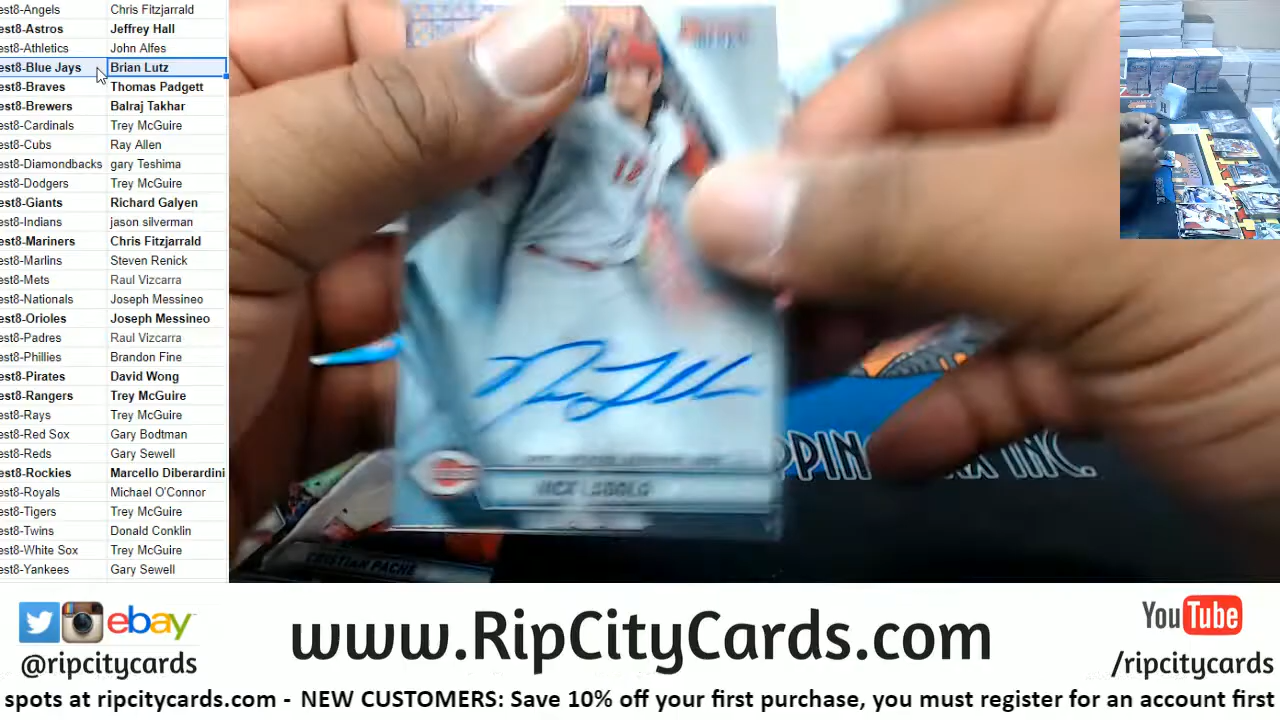 est8-Angels Chris Fitzjarrald
est8-Astros Jeffrey Hall
est8-Athletics John Alfes
est8-Blue Jays Brian Lutz
est8-Braves Thomas Padgett
est8-Brewers Balraj Takhar
est8-Cardinals Trey McGuire
est8-Cubs Ray Allen
est8-Diamondbacks gary Teshima
est8-Dodgers Trey McGuire
est8-Giants Richard Galyen
est8-Indians jason silverman
est8-Mariners Chris Fitzjarrald
est8-Marlins Steven Renick
est8-Mets Raul Vizcarra
est8-Nationals Joseph Messineo
est8-Orioles Joseph Messineo
est8-Padres Raul Vizcarra
est8-Phillies Brandon Fine
est8-Pirates David Wong
est8-Rangers Trey McGuire
est8-Rays Trey McGuire
est8-Red Sox Gary Bodtman
est8-Reds Gary Sewell
est8-Rockies Marcello Diberardini
est8-Royals Michael O'Connor
est8-Tigers Trey McGuire
est8-Twins Donald Conklin
est8-White Sox Trey McGuire
est8-Yankees Gary Sewell
NICK LODOLO
CRISTIAN PACHE
PPIN INC.
ebay
@ripcitycards
www.RipCityCards.com
YouTube
/ripcitycards
spots at ripcitycards.com - NEW CUSTOMERS: Save 10% off your first purchase, you must register for an account first